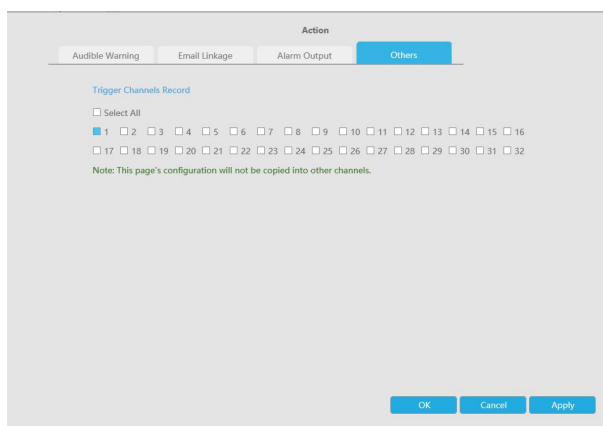 Action
Audible Warning Email Linkage Alarm Output Others
Trigger Channels Record
Select All
1 2 3 4 5 6 7 8 9 10 11 12 13 14 15 16
17 18 19 20 21 22 23 24 25 26 27 28 29 30 31 32
Note: This page's configuration will not be copied into other channels.
OK Cancel Apply